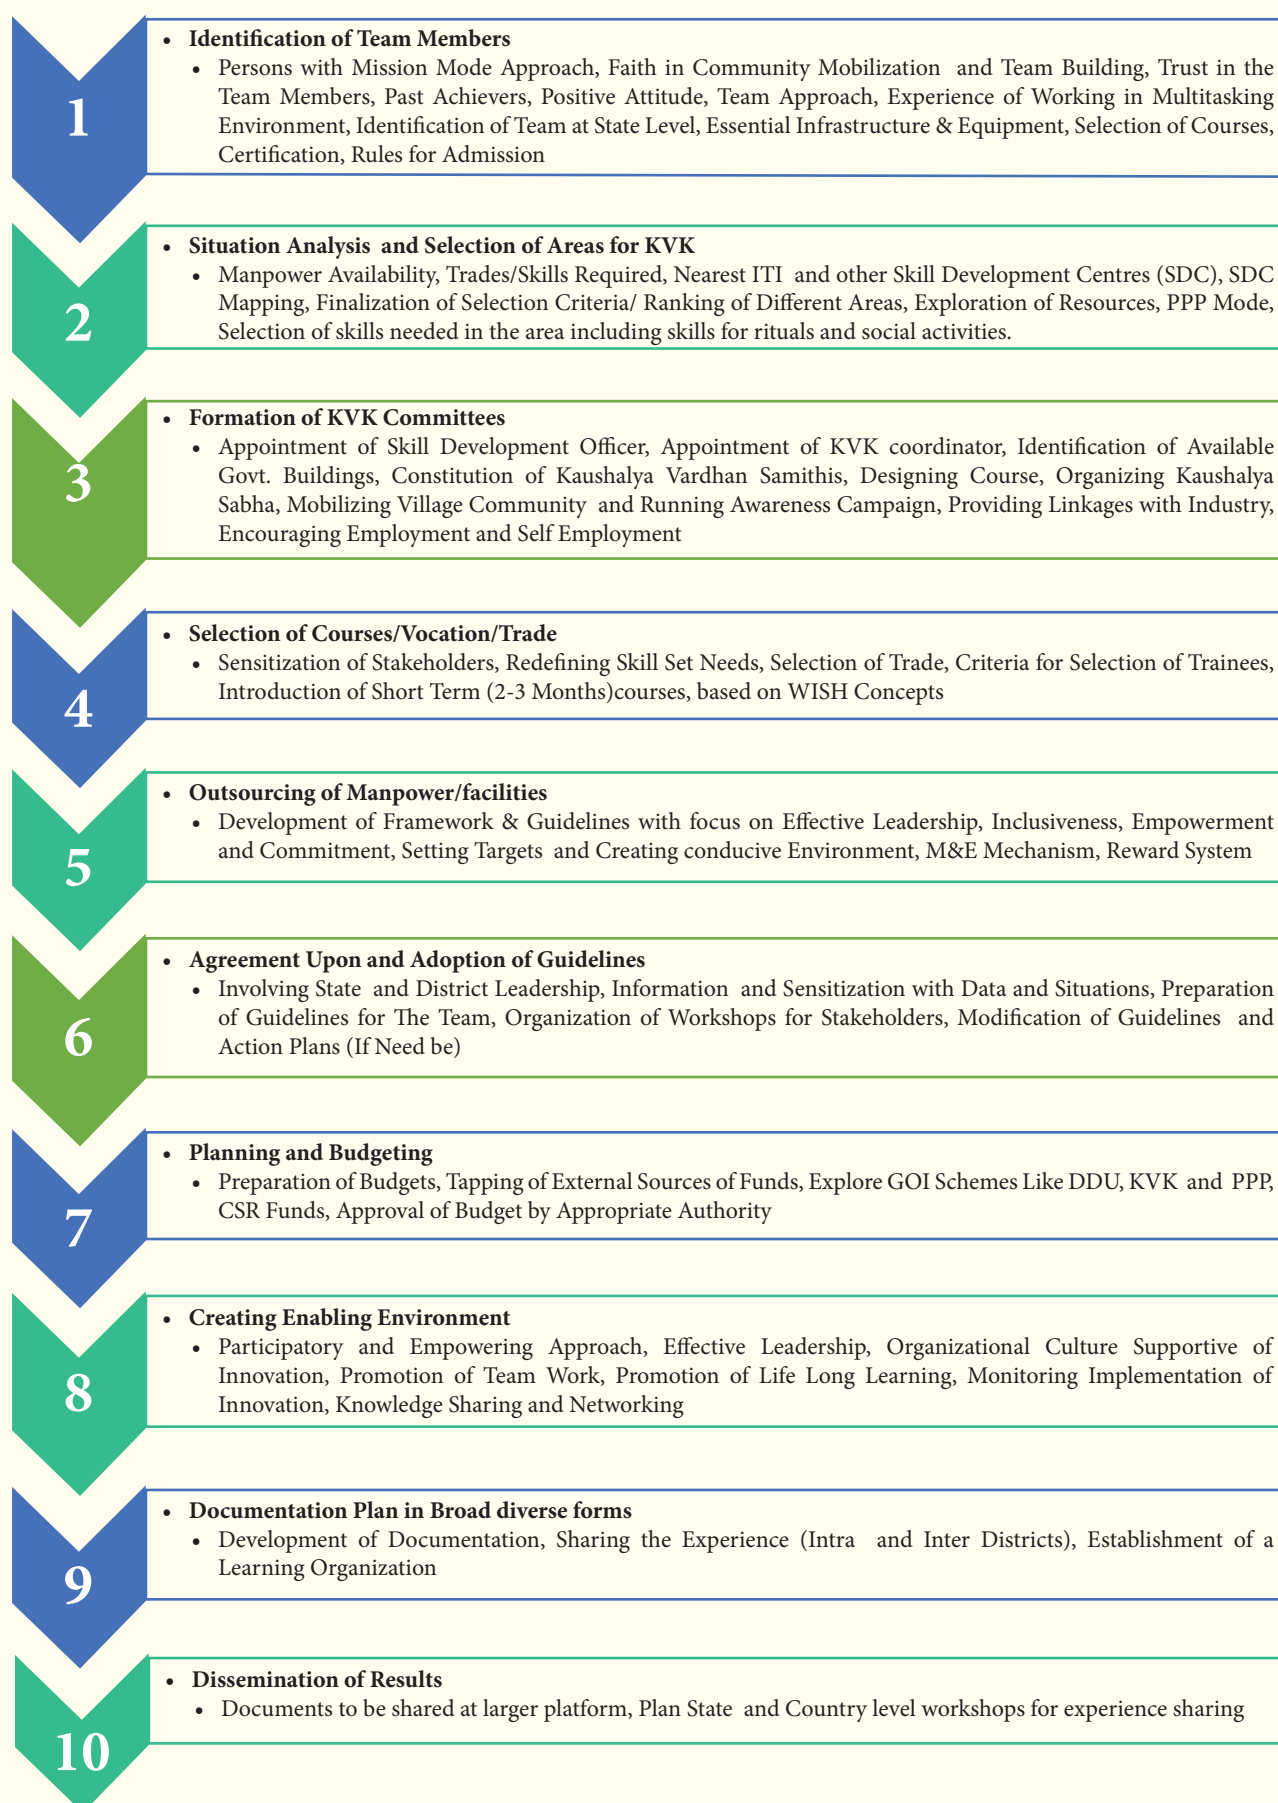 1
• Identification of Team Members
• Persons with Mission Mode Approach, Faith in Community Mobilization and Team Building, Trust in the
Team Members, Past Achievers, Positive Attitude, Team Approach, Experience of Working in Multitasking
Environment, Identification of Team at State Level, Essential Infrastructure & Equipment, Selection of Courses,
Certification, Rules for Admission
2
• Situation Analysis and Selection of Areas for KVK
• Manpower Availability, Trades/Skills Required, Nearest ITI and other Skill Development Centres (SDC), SDC
Mapping, Finalization of Selection Criteria/ Ranking of Different Areas, Exploration of Resources, PPP Mode,
Selection of skills needed in the area including skills for rituals and social activities.
3
• Formation of KVK Committees
• Appointment of Skill Development Officer, Appointment of KVK coordinator, Identification of Available
Govt. Buildings, Constitution of Kaushalya Vardhan Samithis, Designing Course, Organizing Kaushalya
Sabha, Mobilizing Village Community and Running Awareness Campaign, Providing Linkages with Industry,
Encouraging Employment and Self Employment
4
• Selection of Courses/Vocation/Trade
• Sensitization of Stakeholders, Redefining Skill Set Needs, Selection of Trade, Criteria for Selection of Trainees,
Introduction of Short Term (2-3 Months)courses, based on WISH Concepts
5
• Outsourcing of Manpower/facilities
• Development of Framework & Guidelines with focus on Effective Leadership, Inclusiveness, Empowerment
and Commitment, Setting Targets and Creating conducive Environment, M&E Mechanism, Reward System
6
• Agreement Upon and Adoption of Guidelines
• Involving State and District Leadership, Information and Sensitization with Data and Situations, Preparation
of Guidelines for The Team, Organization of Workshops for Stakeholders, Modification of Guidelines and
Action Plans (If Need be)
7
• Planning and Budgeting
• Preparation of Budgets, Tapping of External Sources of Funds, Explore GOI Schemes Like DDU, KVK and PPP,
CSR Funds, Approval of Budget by Appropriate Authority
8
• Creating Enabling Environment
• Participatory and Empowering Approach, Effective Leadership, Organizational Culture Supportive of
Innovation, Promotion of Team Work, Promotion of Life Long Learning, Monitoring Implementation of
Innovation, Knowledge Sharing and Networking
9
• Documentation Plan in Broad diverse forms
• Development of Documentation, Sharing the Experience (Intra and Inter Districts), Establishment of a
Learning Organization
10
• Dissemination of Results
• Documents to be shared at larger platform, Plan State and Country level workshops for experience sharing